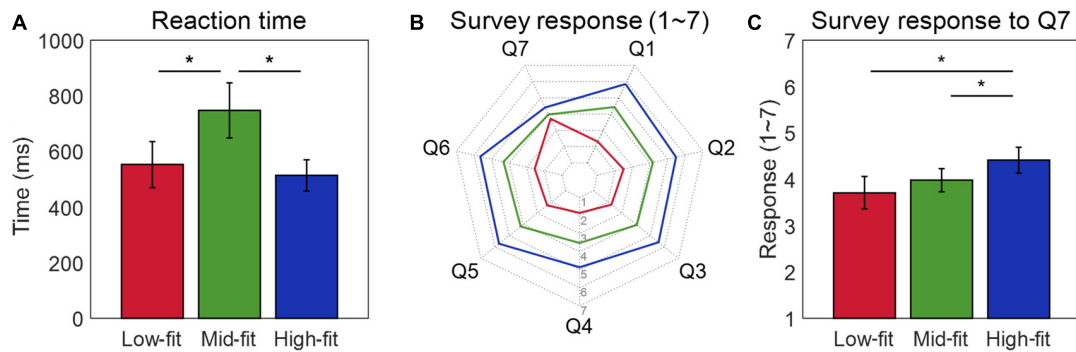 A
Reaction time
1000
800
600
400
200
0
Time (ms)
*
*
Low-fit
Mid-fit
High-fit
B
Survey response (1~7)
Q7
Q1
Q6
Q2
Q5
Q3
Q4
1
2
3
4
5
6
7
C
Survey response to Q7
7
6
5
4
3
2
1
Response (1~7)
*
*
Low-fit
Mid-fit
High-fit